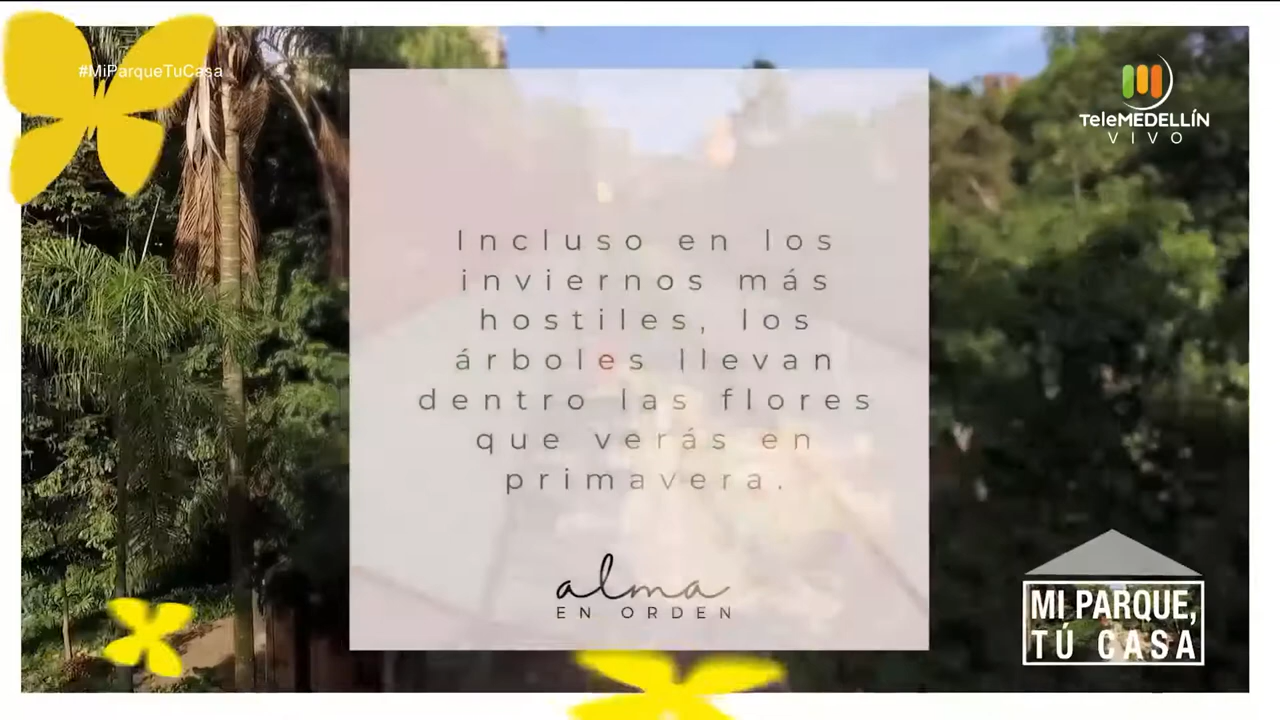 #MiParqueTuCasa
TeleMEDELLÍN
VIVO
Incluso en los
inviernos más
hostiles, los
árboles llevan
dentro las flores
que verás en
primavera.
alma
EN ORDEN
MI PARQUE,
TÚ CASA